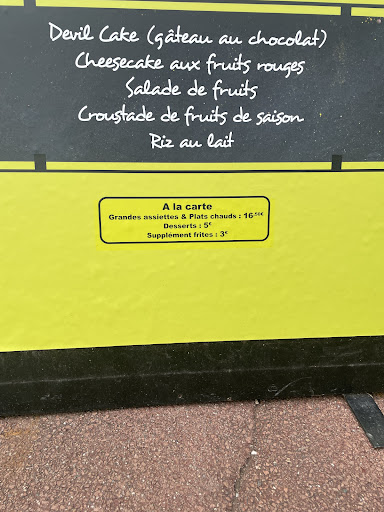 Devil Cake (gâteau au chocolat)
Cheesecake aux fruits rouges
Salade de fruits
Croustade de fruits de saison
Riz au lait
A la carte
Grandes assiettes & Plats chauds : 16,50€
Desserts : 5€
Supplément frites : 3€